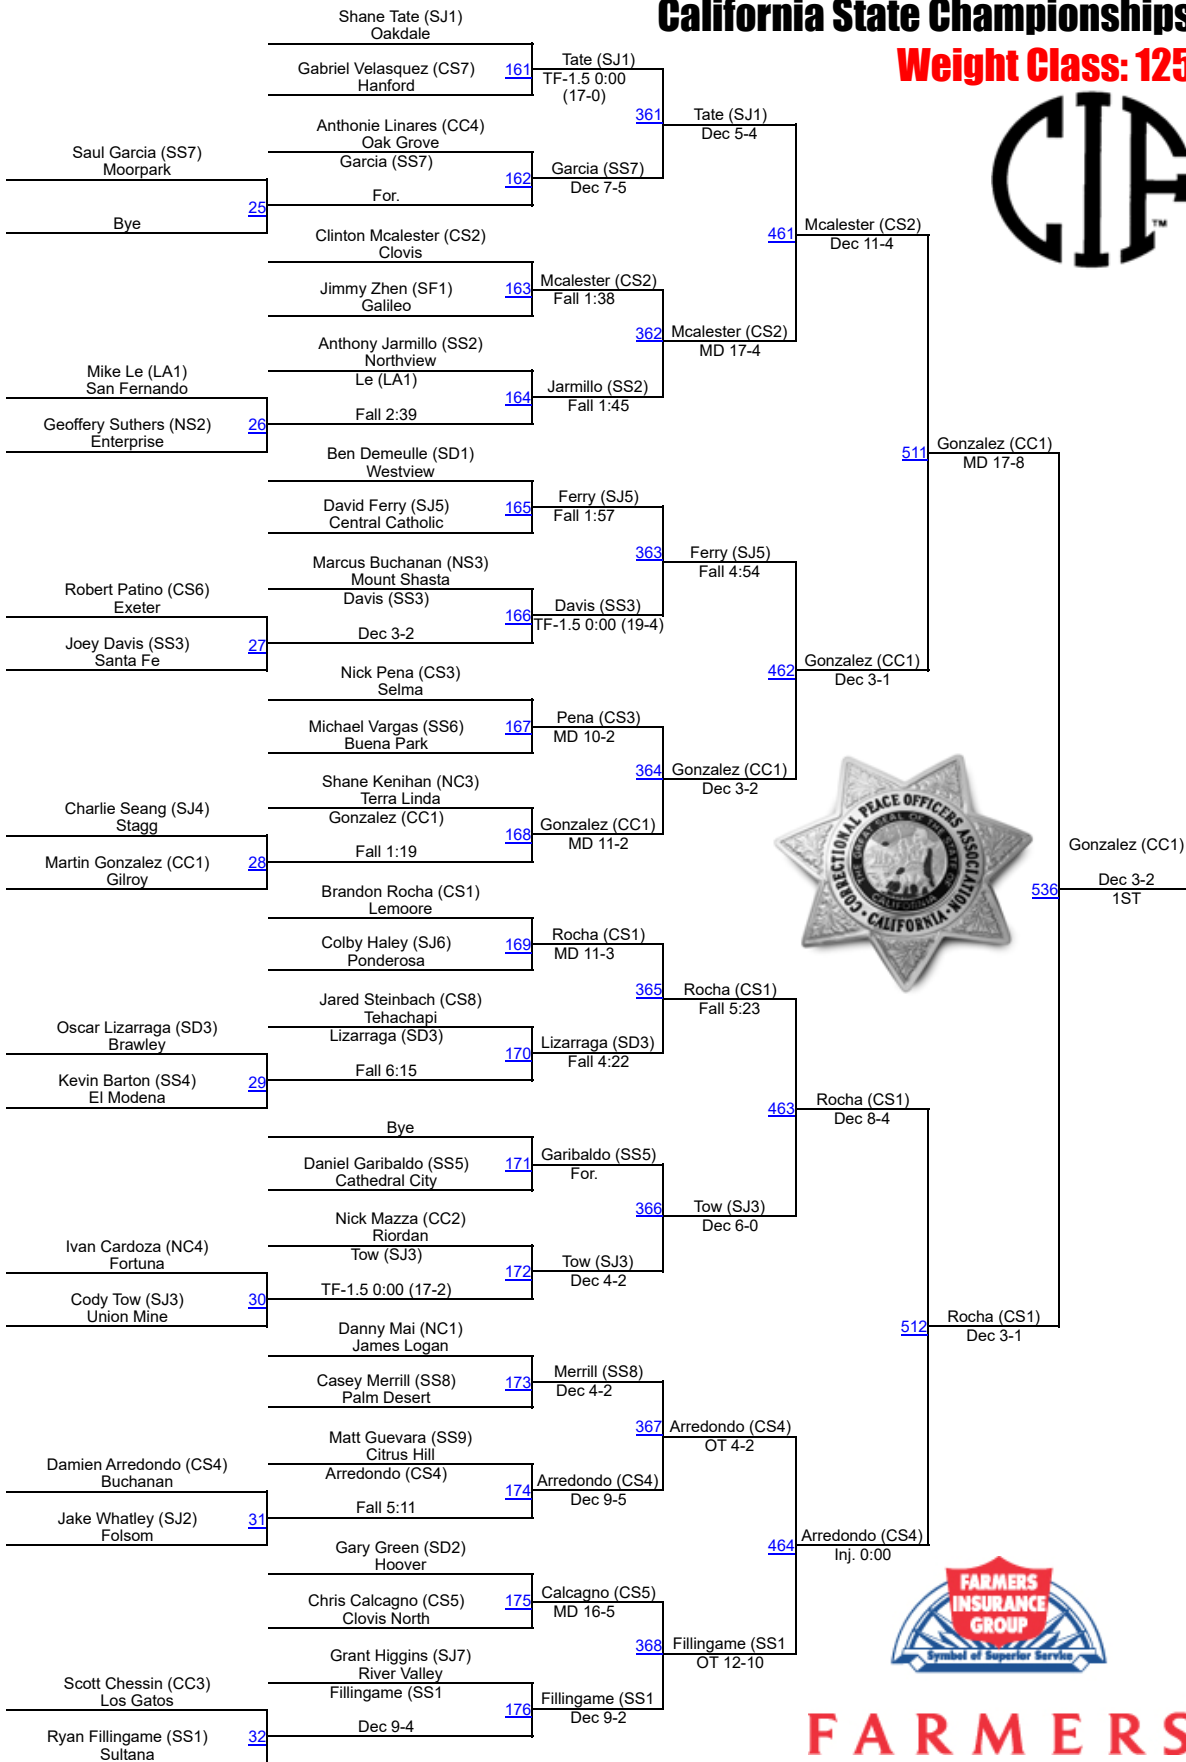 California State Championships
Weight Class: 125
CIF
™
Shane Tate (SJ1)
Oakdale
Gabriel Velasquez (CS7)
Hanford
161
Tate (SJ1)
TF-1.5 0:00
(17-0)
361
Tate (SJ1)
Dec 5-4
Anthonie Linares (CC4)
Oak Grove
Saul Garcia (SS7)
Moorpark
Bye
25
Garcia (SS7)
For.
162
Garcia (SS7)
Dec 7-5
461
Mcalester (CS2)
Dec 11-4
Clinton Mcalester (CS2)
Clovis
Jimmy Zhen (SF1)
Galileo
163
Mcalester (CS2)
Fall 1:38
362
Mcalester (CS2)
MD 17-4
Anthony Jarmillo (SS2)
Northview
Mike Le (LA1)
San Fernando
Geoffery Suthers (NS2)
Enterprise
26
Le (LA1)
Fall 2:39
164
Jarmillo (SS2)
Fall 1:45
511
Gonzalez (CC1)
MD 17-8
Ben Demeulle (SD1)
Westview
David Ferry (SJ5)
Central Catholic
165
Ferry (SJ5)
Fall 1:57
363
Ferry (SJ5)
Fall 4:54
Marcus Buchanan (NS3)
Mount Shasta
Robert Patino (CS6)
Exeter
Joey Davis (SS3)
Santa Fe
27
Davis (SS3)
Dec 3-2
166
Davis (SS3)
TF-1.5 0:00 (19-4)
462
Gonzalez (CC1)
Dec 3-1
Nick Pena (CS3)
Selma
Michael Vargas (SS6)
Buena Park
167
Pena (CS3)
MD 10-2
364
Gonzalez (CC1)
Dec 3-2
Shane Kenihan (NC3)
Terra Linda
Charlie Seang (SJ4)
Stagg
Martin Gonzalez (CC1)
Gilroy
28
Gonzalez (CC1)
Fall 1:19
168
Gonzalez (CC1)
MD 11-2
CORRECTIONAL PEACE OFFICERS ASSOCIATION
THE GREAT SEAL OF THE STATE OF CALIFORNIA
CALIFORNIA
536
Gonzalez (CC1)
Dec 3-2
1ST
Brandon Rocha (CS1)
Lemoore
Colby Haley (SJ6)
Ponderosa
169
Rocha (CS1)
MD 11-3
365
Rocha (CS1)
Fall 5:23
Jared Steinbach (CS8)
Tehachapi
Oscar Lizarraga (SD3)
Brawley
Kevin Barton (SS4)
El Modena
29
Lizarraga (SD3)
Fall 6:15
170
Lizarraga (SD3)
Fall 4:22
463
Rocha (CS1)
Dec 8-4
Bye
Daniel Garibaldo (SS5)
Cathedral City
171
Garibaldo (SS5)
For.
366
Tow (SJ3)
Dec 6-0
Nick Mazza (CC2)
Riordan
Ivan Cardoza (NC4)
Fortuna
Cody Tow (SJ3)
Union Mine
30
Tow (SJ3)
TF-1.5 0:00 (17-2)
172
Tow (SJ3)
Dec 4-2
512
Rocha (CS1)
Dec 3-1
Danny Mai (NC1)
James Logan
Casey Merrill (SS8)
Palm Desert
173
Merrill (SS8)
Dec 4-2
367
Arredondo (CS4)
OT 4-2
Matt Guevara (SS9)
Citrus Hill
Damien Arredondo (CS4)
Buchanan
Jake Whatley (SJ2)
Folsom
31
Arredondo (CS4)
Fall 5:11
174
Arredondo (CS4)
Dec 9-5
464
Arredondo (CS4)
Inj. 0:00
Gary Green (SD2)
Hoover
Chris Calcagno (CS5)
Clovis North
175
Calcagno (CS5)
MD 16-5
368
Fillingame (SS1
OT 12-10
Grant Higgins (SJ7)
River Valley
Scott Chessin (CC3)
Los Gatos
Ryan Fillingame (SS1)
Sultana
32
Fillingame (SS1
Dec 9-4
176
Fillingame (SS1
Dec 9-2
FARMERS
INSURANCE
GROUP
Symbol of Superior Service
FARMERS